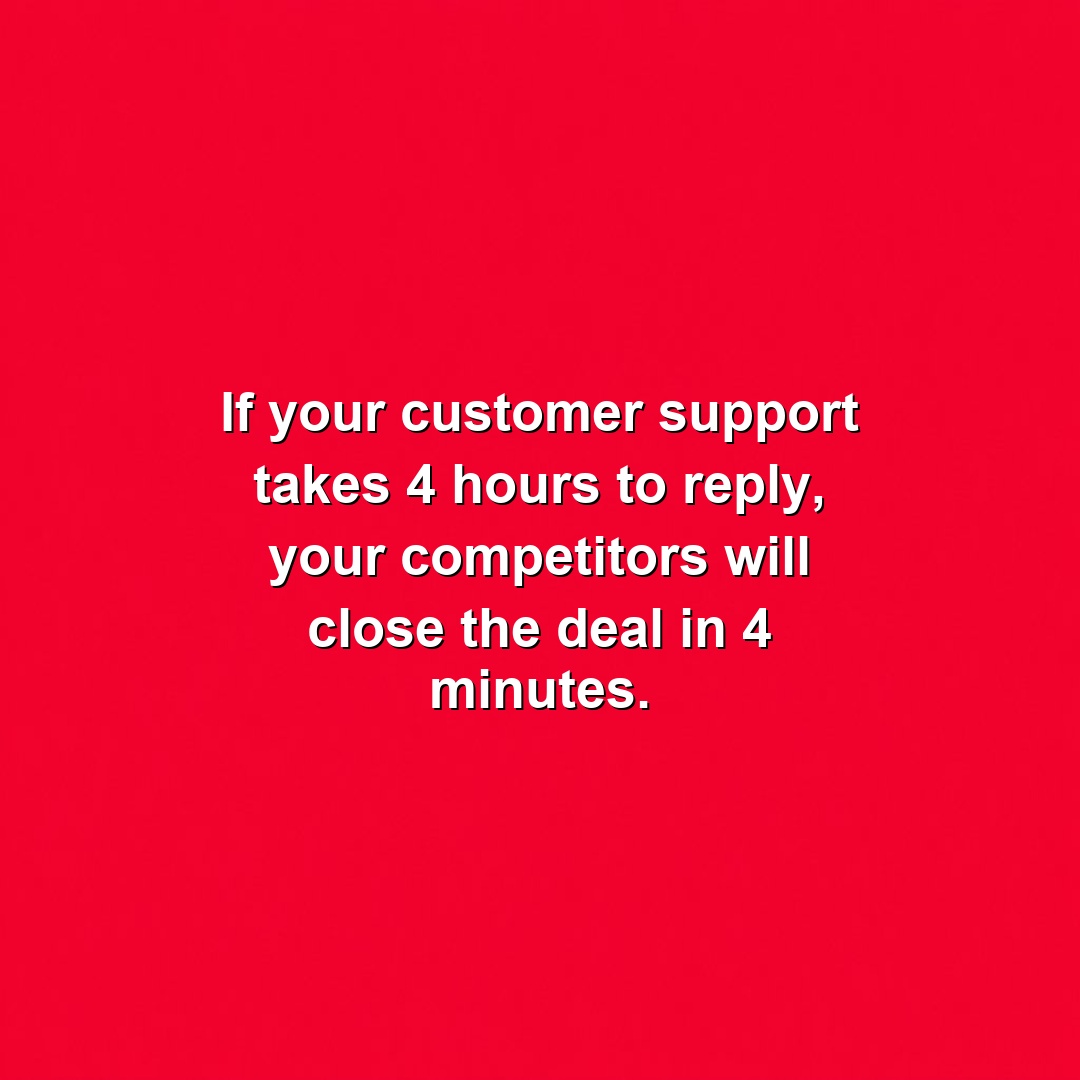 If your customer support
takes 4 hours to reply,
your competitors will
close the deal in 4
minutes.